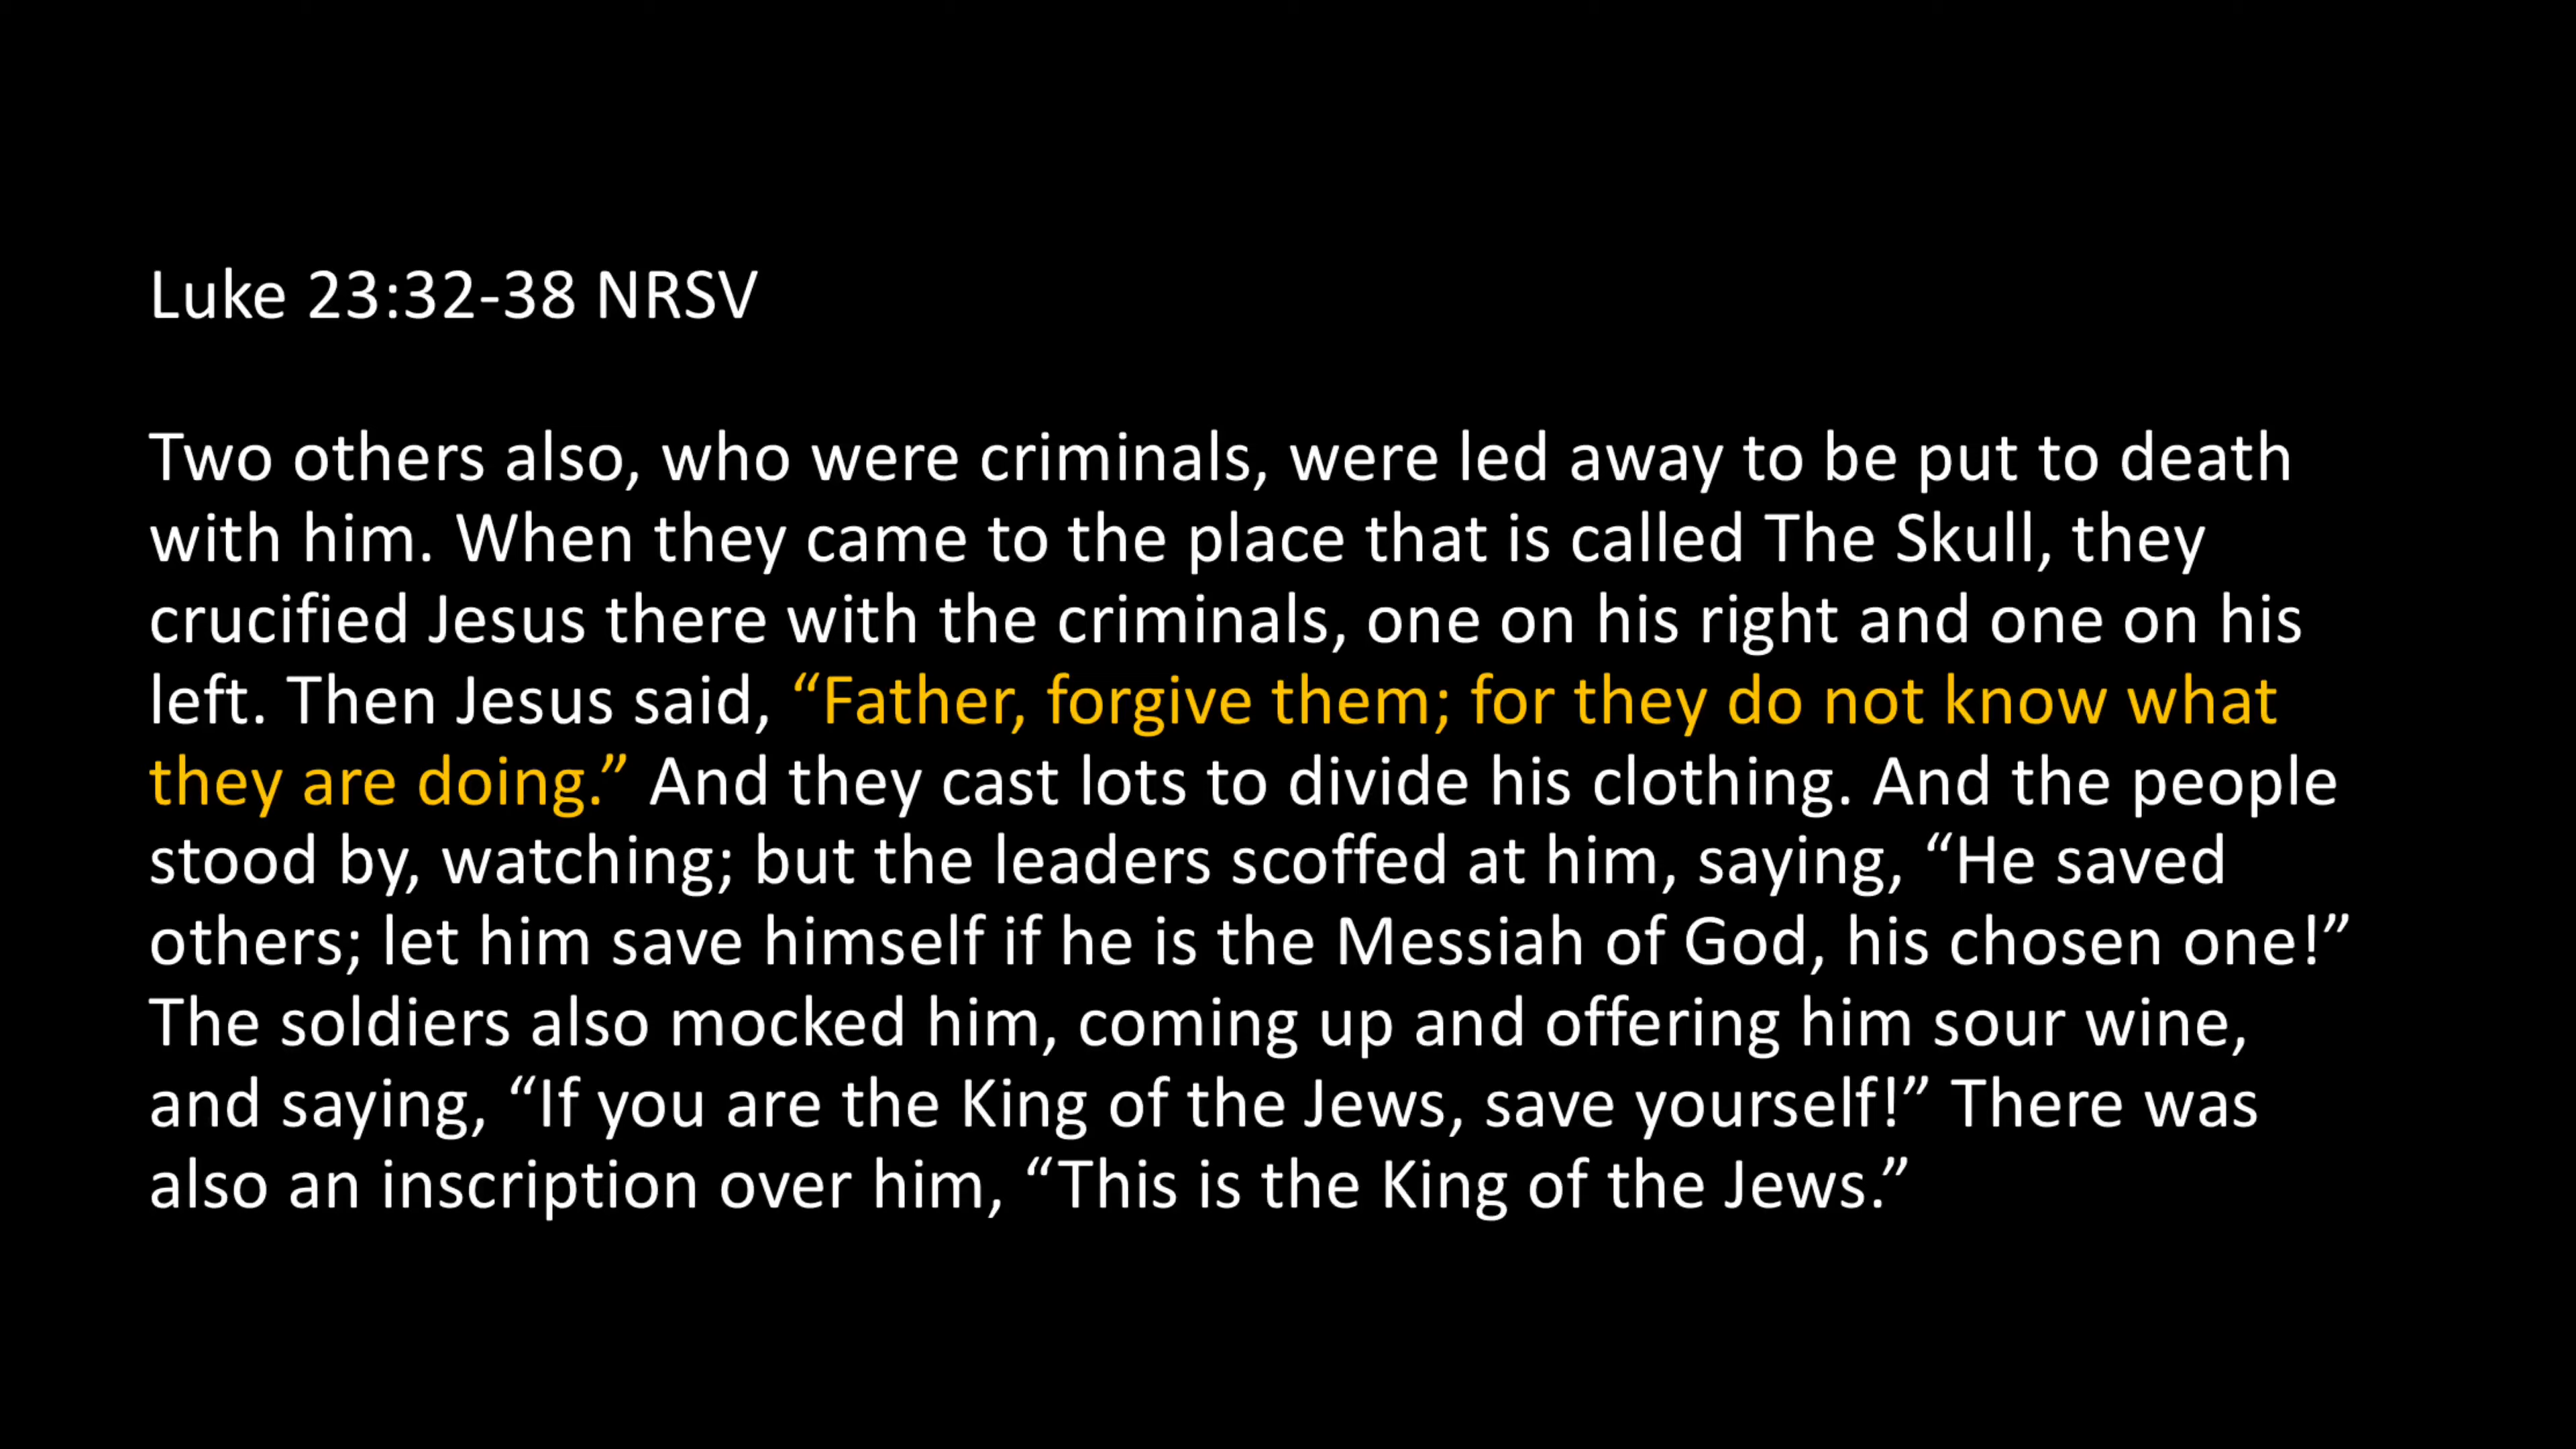 Luke 23:32-38 NRSV
Two others also, who were criminals, were led away to be put to death
with him. When they came to the place that is called The Skull, they
crucified Jesus there with the criminals, one on his right and one on his
left. Then Jesus said, “Father, forgive them; for they do not know what
they are doing.” And they cast lots to divide his clothing. And the people
stood by, watching; but the leaders scoffed at him, saying, “He saved
others; let him save himself if he is the Messiah of God, his chosen one!”
The soldiers also mocked him, coming up and offering him sour wine,
and saying, “If you are the King of the Jews, save yourself!” There was
also an inscription over him, “This is the King of the Jews.”